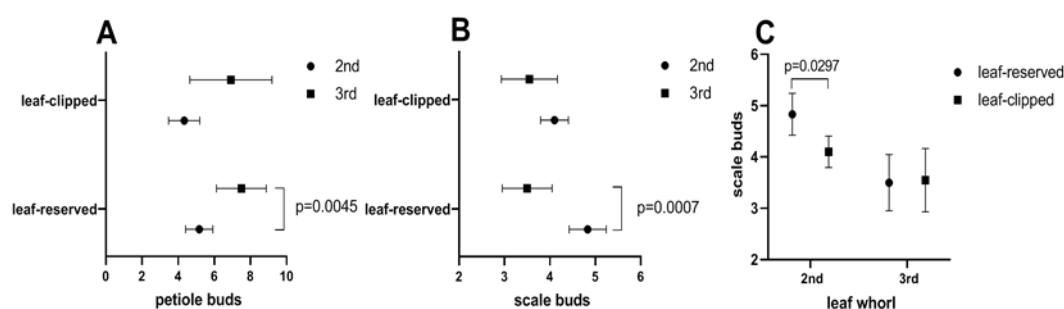 A
2nd
3rd
leaf-clipped
leaf-reserved
p=0.0045
0 2 4 6 8 10
petiole buds
B
2nd
3rd
leaf-clipped
leaf-reserved
p=0.0007
2 3 4 5 6
scale buds
C
6
5
4
3
2
scale buds
p=0.0297
leaf-reserved
leaf-clipped
2nd 3rd
leaf whorl